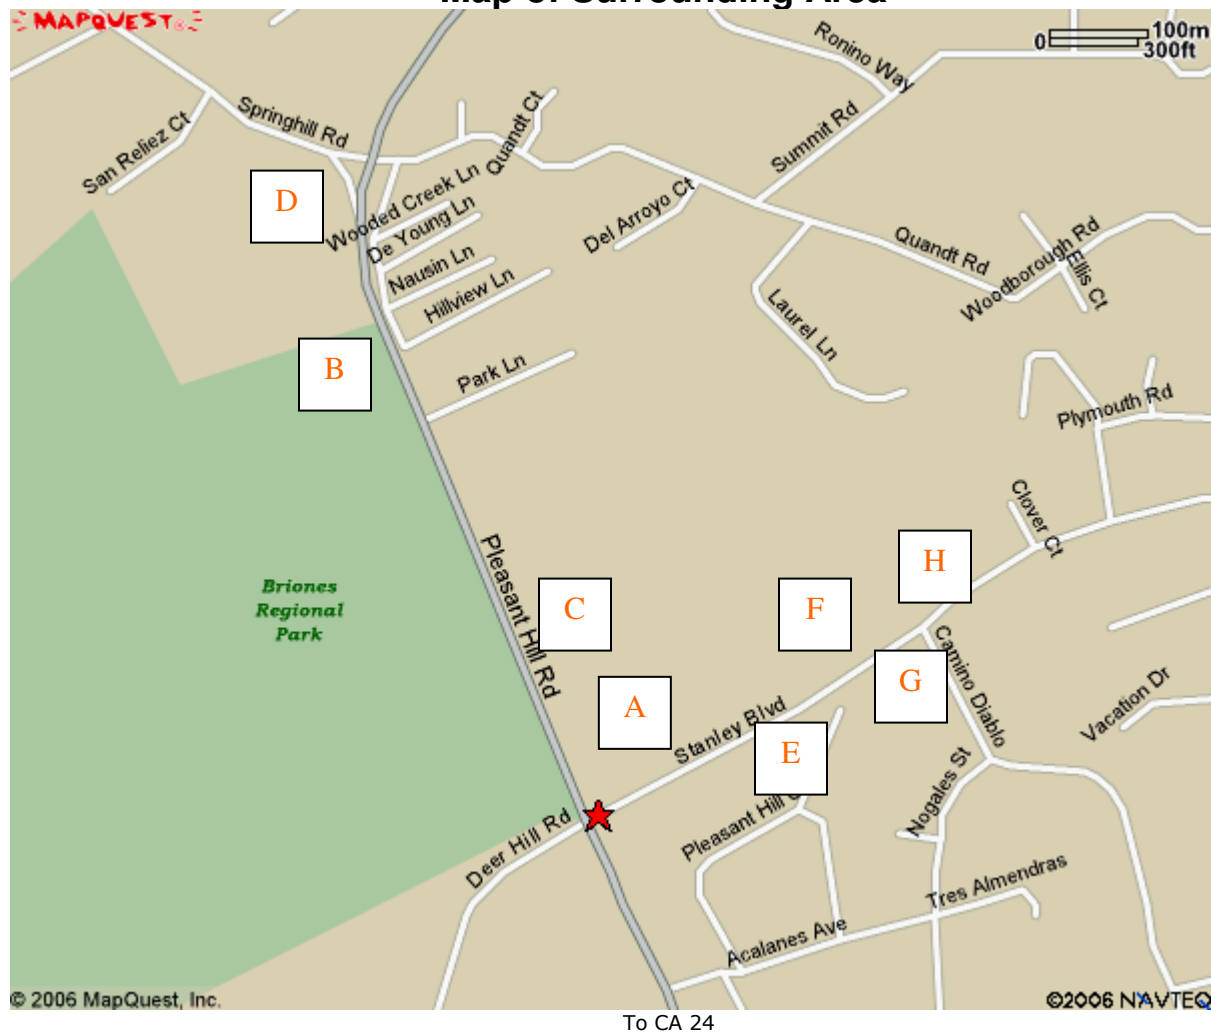 Map of Surrounding Area
MAPQUEST®
0 100m
300ft
Ronino Way
Springhill Rd
Quandt Ct
Summit Rd
San Reliez Ct
D
Wooded Creek Ln
De Young Ln
Del Arroyo Ct
Quandt Rd
Woodborough Rd
Ellis Ct
Nausin Ln
Hillview Ln
Laurel Ln
B
Park Ln
Plymouth Rd
Clover Ct
Pleasant Hill Rd
H
Briones
Regional
Park
C
F
Camino Diablo
G
A
Stanley Blvd
Vacation Dr
E
Pleasant Hill
Nogales St
Deer Hill Rd
Tres Almendras
Acalanes Ave
© 2006 MapQuest, Inc.
©2006 NAVTEQ
To CA 24